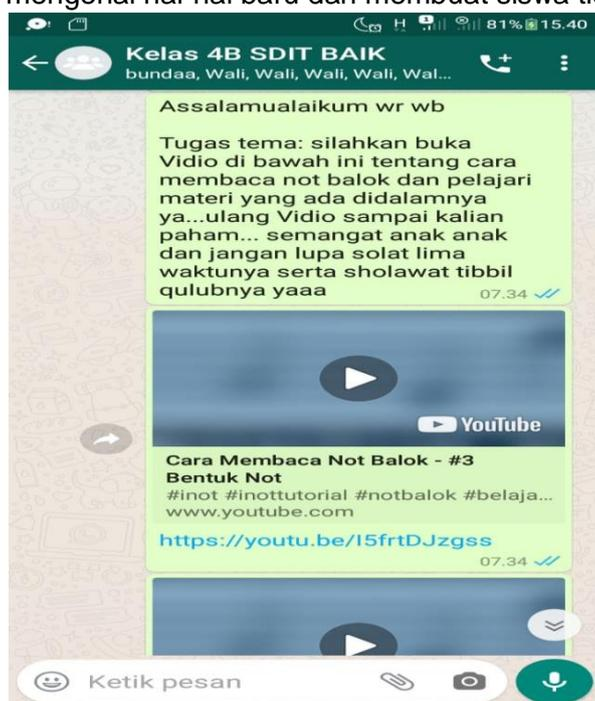 mengenai hal-hal baru dan membuat siswa
81% 15.40
Kelas 4B SDIT BAIK
bundaa, Wali, Wali, Wali, Wali, Wal...
Assalamualaikum wr wb
Tugas tema: silahkan buka
Vidio di bawah ini tentang cara
membaca not balok dan pelajari
materi yang ada didalamnya
ya...ulang Vidio sampai kalian
paham... semangat anak anak
dan jangan lupa solat lima
waktunya serta sholawat tibbil
qulubnya yaaa
07.34
YouTube
Cara Membaca Not Balok - #3
Bentuk Not
#inot #inottutorial #notbalok #belaja...
www.youtube.com
https://youtu.be/I5frtDJzgss
07.34
Ketik pesan